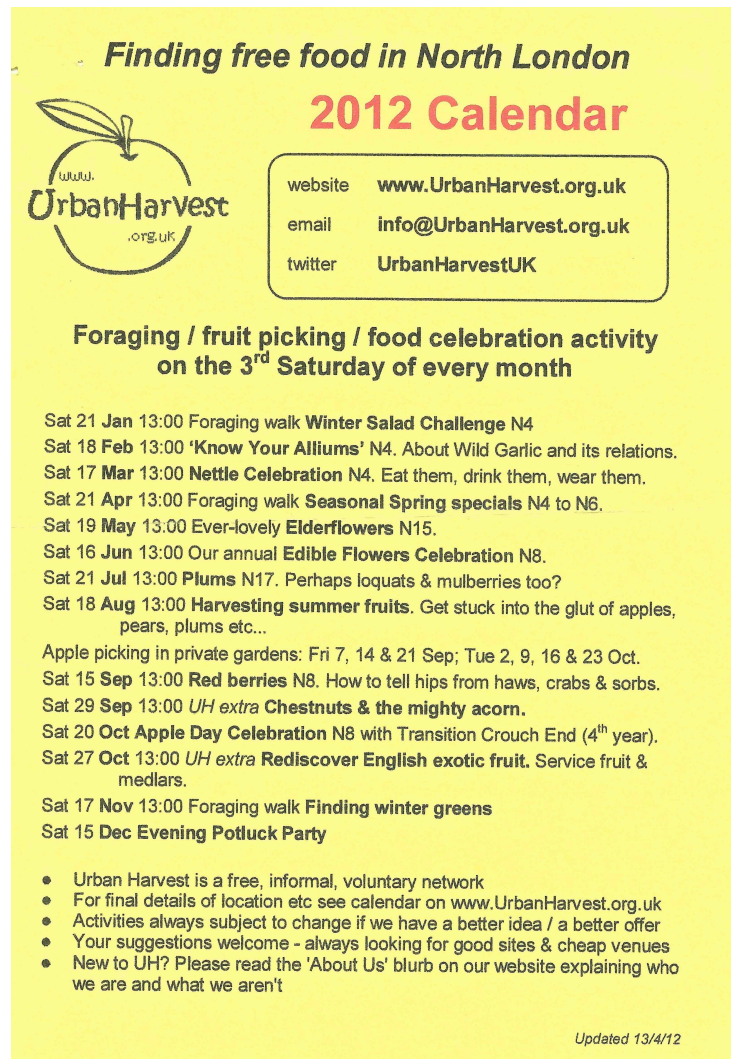 Finding free food in North London
2012 Calendar
www.
UrbanHarvest
.org.uk
website www.UrbanHarvest.org.uk
email info@UrbanHarvest.org.uk
twitter UrbanHarvestUK
Foraging / fruit picking / food celebration activity
on the 3rd Saturday of every month
Sat 21 Jan 13:00 Foraging walk Winter Salad Challenge N4
Sat 18 Feb 13:00 ‘Know Your Alliums’ N4. About Wild Garlic and its relations.
Sat 17 Mar 13:00 Nettle Celebration N4. Eat them, drink them, wear them.
Sat 21 Apr 13:00 Foraging walk Seasonal Spring specials N4 to N6.
Sat 19 May 13:00 Ever-lovely Elderflowers N15.
Sat 16 Jun 13:00 Our annual Edible Flowers Celebration N8.
Sat 21 Jul 13:00 Plums N17. Perhaps loquats & mulberries too?
Sat 18 Aug 13:00 Harvesting summer fruits. Get stuck into the glut of apples,
pears, plums etc...
Apple picking in private gardens: Fri 7, 14 & 21 Sep; Tue 2, 9, 16 & 23 Oct.
Sat 15 Sep 13:00 Red berries N8. How to tell hips from haws, crabs & sorbs.
Sat 29 Sep 13:00 UH extra Chestnuts & the mighty acorn.
Sat 20 Oct Apple Day Celebration N8 with Transition Crouch End (4th year).
Sat 27 Oct 13:00 UH extra Rediscover English exotic fruit. Service fruit &
medlars.
Sat 17 Nov 13:00 Foraging walk Finding winter greens
Sat 15 Dec Evening Potluck Party
• Urban Harvest is a free, informal, voluntary network
• For final details of location etc see calendar on www.UrbanHarvest.org.uk
• Activities always subject to change if we have a better idea / a better offer
• Your suggestions welcome - always looking for good sites & cheap venues
• New to UH? Please read the 'About Us' blurb on our website explaining who
we are and what we aren't
Updated 13/4/12